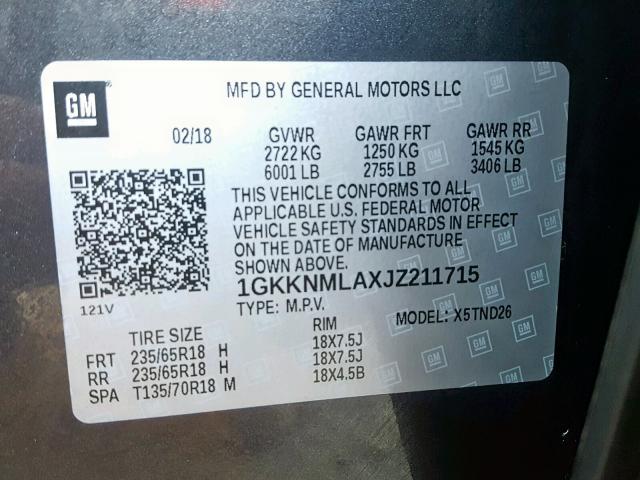 GM
MFD BY GENERAL MOTORS LLC
02/18 GVWR GAWR FRT GAWR RR
2722 KG 1250 KG 1545 KG
6001 LB 2755 LB 3406 LB
THIS VEHICLE CONFORMS TO ALL
APPLICABLE U.S. FEDERAL MOTOR
VEHICLE SAFETY STANDARDS IN EFFECT
ON THE DATE OF MANUFACTURE
SHOWN ABOVE.
1GKKNMLAXJZ211715
121V TYPE: M.P.V. MODEL: X5TND26
TIRE SIZE RIM
FRT 235/65R18 H 18X7.5J
RR 235/65R18 H 18X7.5J
SPA T135/70R18 M 18X4.5B